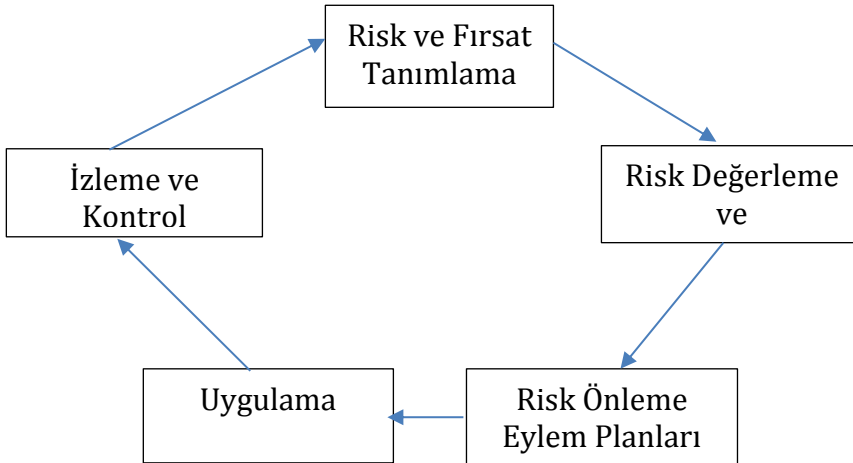 Risk ve Fırsat
Tanımlama
Risk Değerleme
ve
Risk Önleme
Eylem Planları
Uygulama
İzleme ve
Kontrol